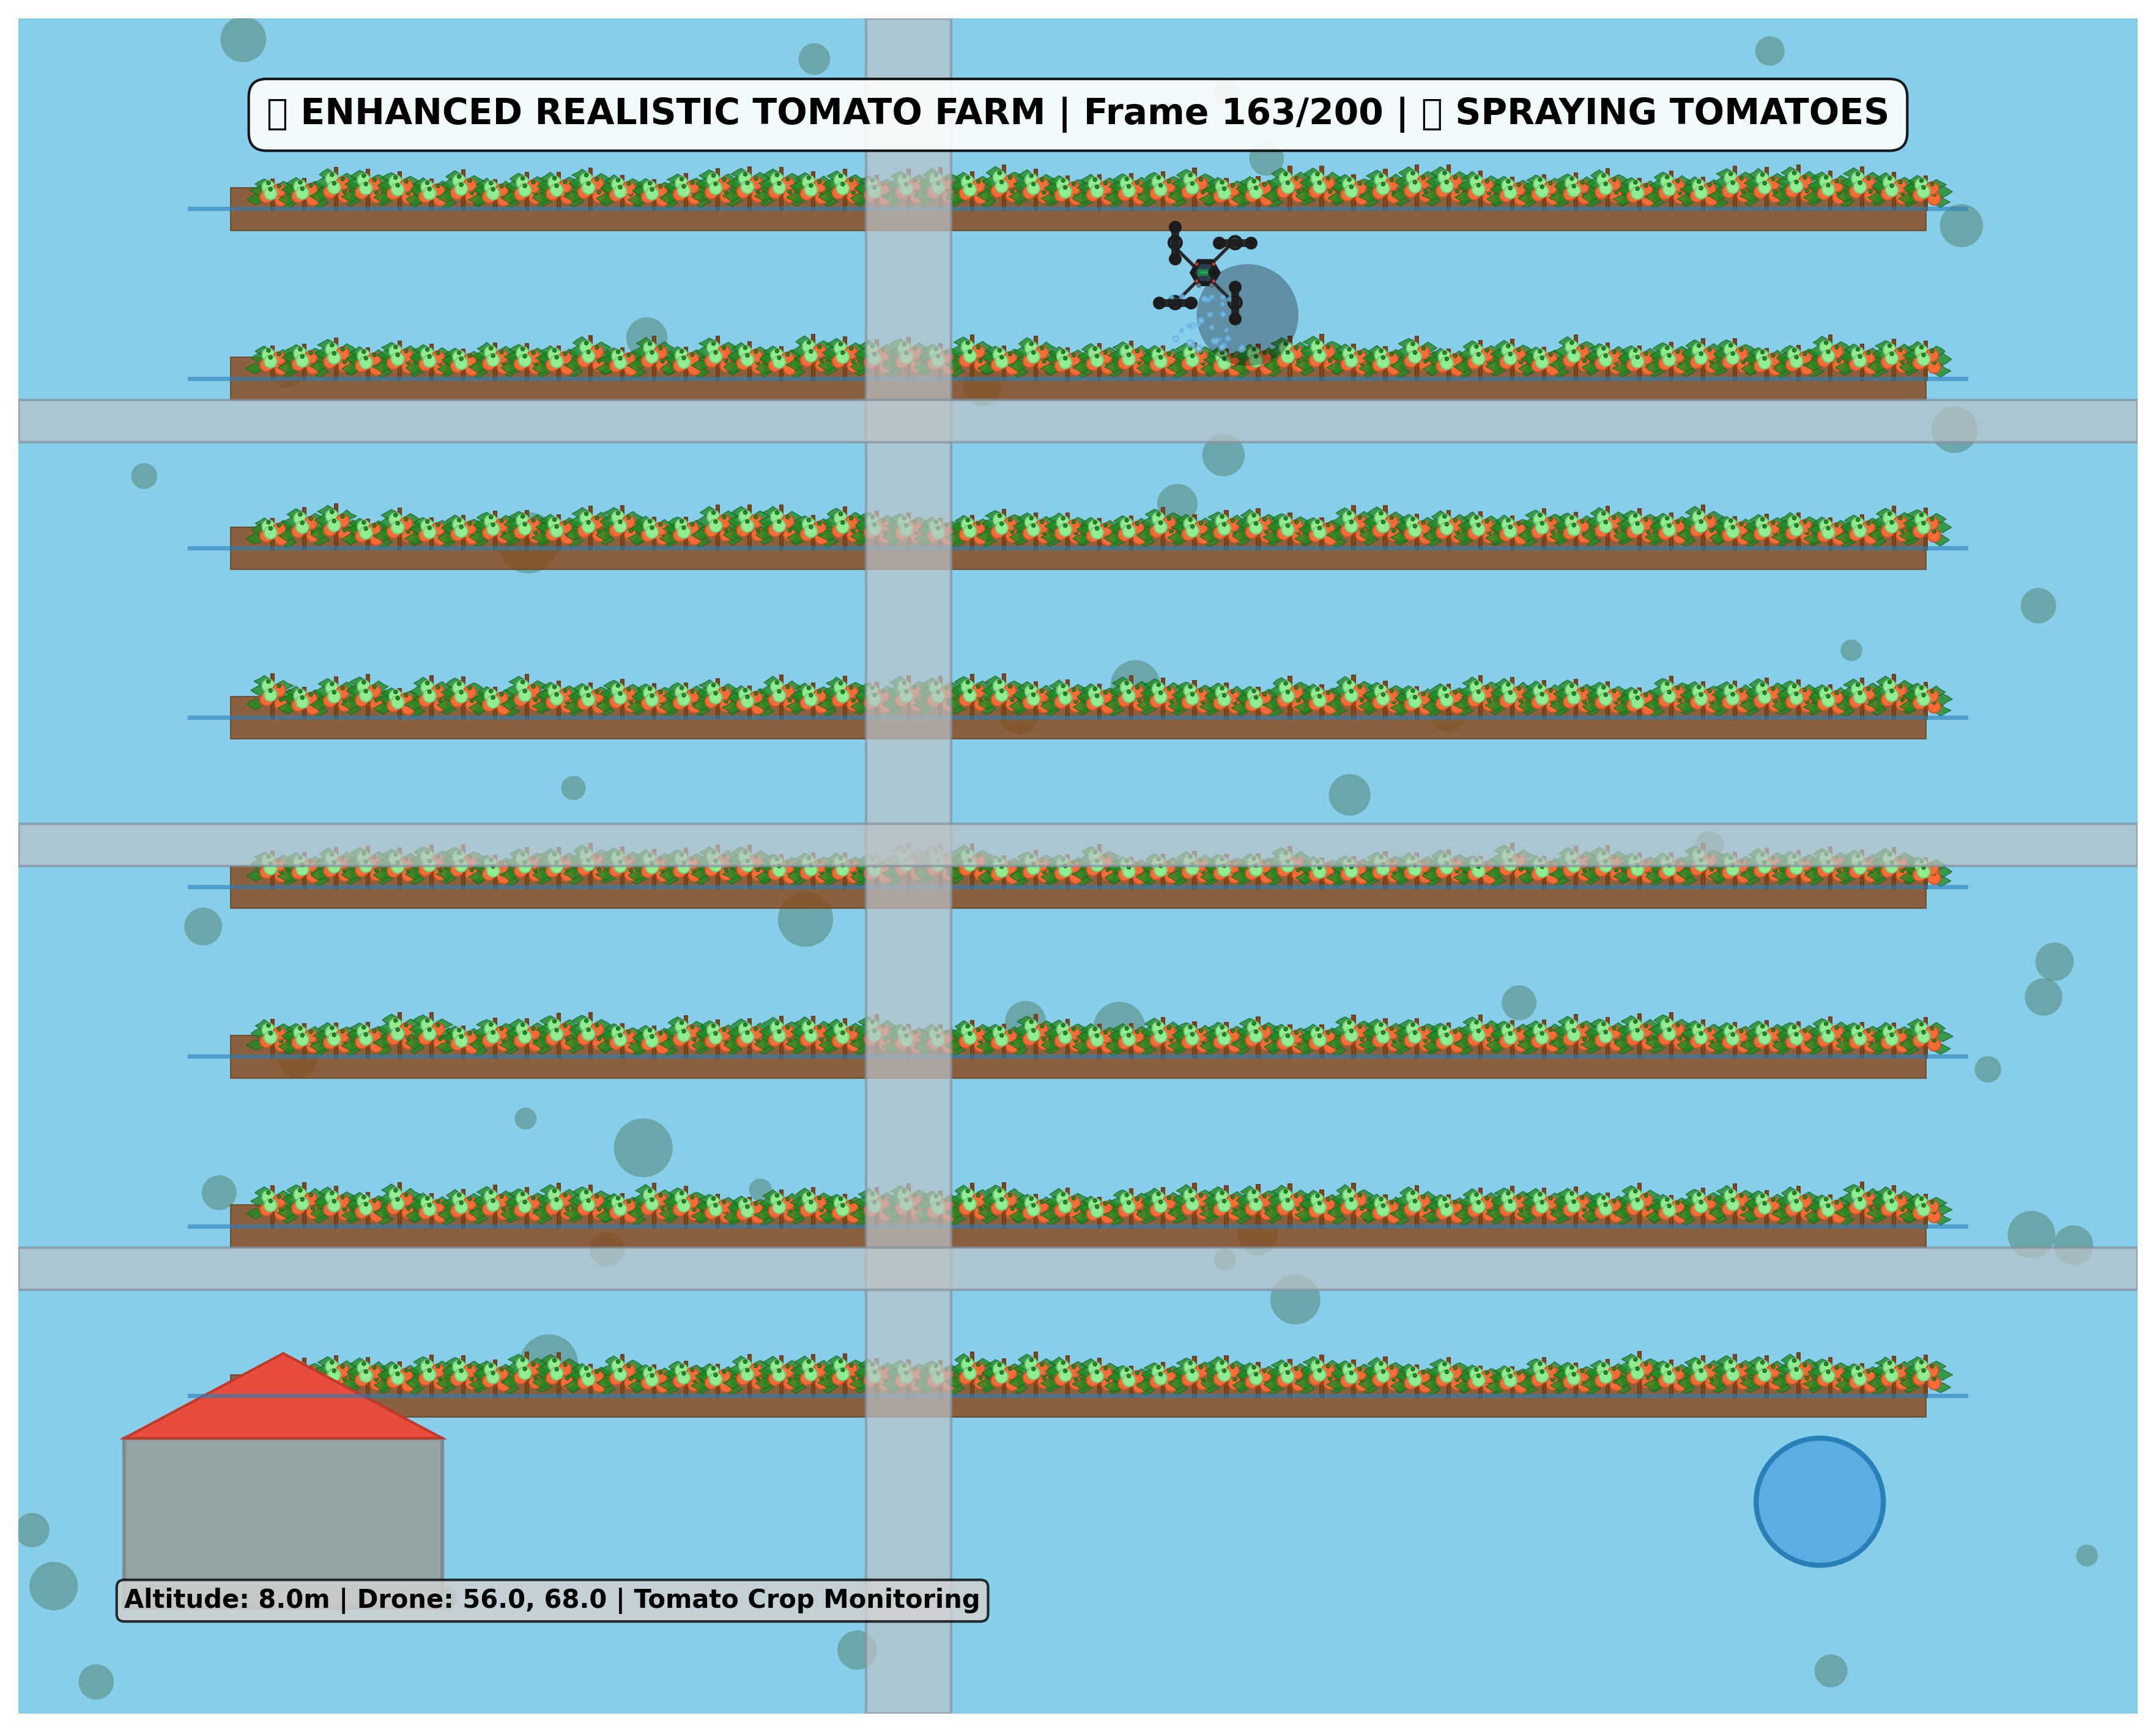 ▯ ENHANCED REALISTIC TOMATO FARM | Frame 163/200 | ▯ SPRAYING TOMATOES
Altitude: 8.0m | Drone: 56.0, 68.0 | Tomato Crop Monitoring